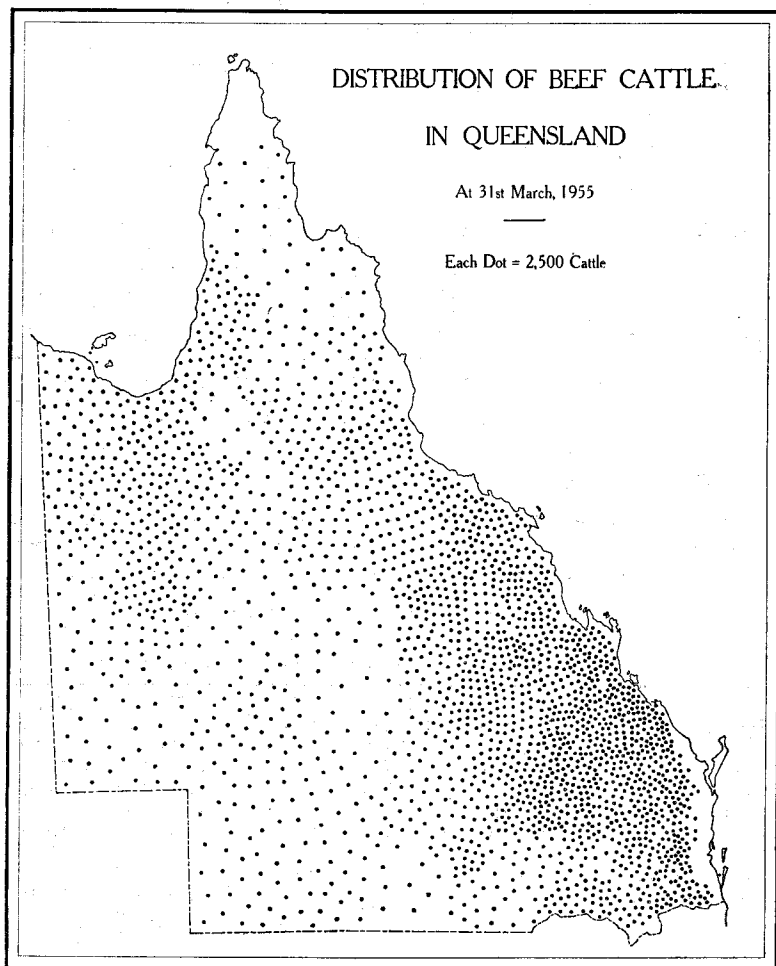 DISTRIBUTION OF BEEF CATTLE
IN QUEENSLAND
At 31st March, 1955
Each Dot = 2,500 Cattle